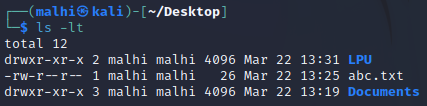 ┌──(malhi㉿kali)-[~/Desktop]
└─$ ls -lt
total 12
drwxr-xr-x 2 malhi malhi 4096 Mar 22 13:31 LPU
-rw-r--r-- 1 malhi malhi   26 Mar 22 13:25 abc.txt
drwxr-xr-x 3 malhi malhi 4096 Mar 22 13:19 Documents